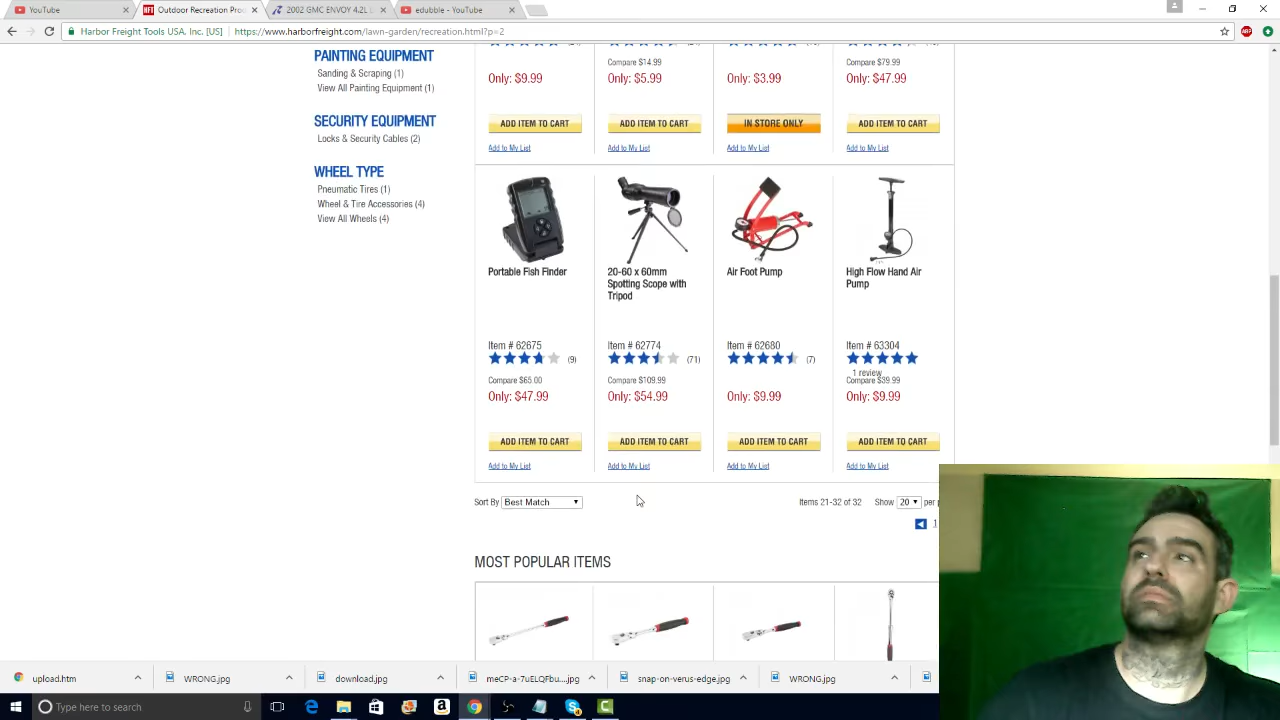 YouTube
Outdoor Recreation Proc
2002 GMC ENVOY 4.2L L
edubble - YouTube
Harbor Freight Tools USA, Inc. [US]
https://www.harborfreight.com/lawn-garden/recreation.html?p=2
PAINTING EQUIPMENT
Sanding & Scraping (1)
View All Painting Equipment (1)
SECURITY EQUIPMENT
Locks & Security Cables (2)
WHEEL TYPE
Pneumatic Tires (1)
Wheel & Tire Accessories (4)
View All Wheels (4)
Compare $14.99
Compare $79.99
Only: $9.99
Only: $5.99
Only: $3.99
Only: $47.99
ADD ITEM TO CART
ADD ITEM TO CART
IN STORE ONLY
ADD ITEM TO CART
Add to My List
Add to My List
Add to My List
Add to My List
Portable Fish Finder
Item # 62675
(9)
Compare $65.00
Only: $47.99
ADD ITEM TO CART
Add to My List
20-60 x 60mm
Spotting Scope with
Tripod
Item # 62774
(71)
Compare $109.99
Only: $54.99
ADD ITEM TO CART
Add to My List
Air Foot Pump
Item # 62680
(7)
Only: $9.99
ADD ITEM TO CART
Add to My List
High Flow Hand Air
Pump
Item # 63304
1 review
Compare $39.99
Only: $9.99
ADD ITEM TO CART
Add to My List
Sort By Best Match
Items 21-32 of 32
Show 20 per
1
MOST POPULAR ITEMS
upload.htm
WRONG.jpg
download.jpg
meCP-a-7uELQFbu....jpg
snap-on-verus-edge.jpg
WRONG.jpg
Type here to search